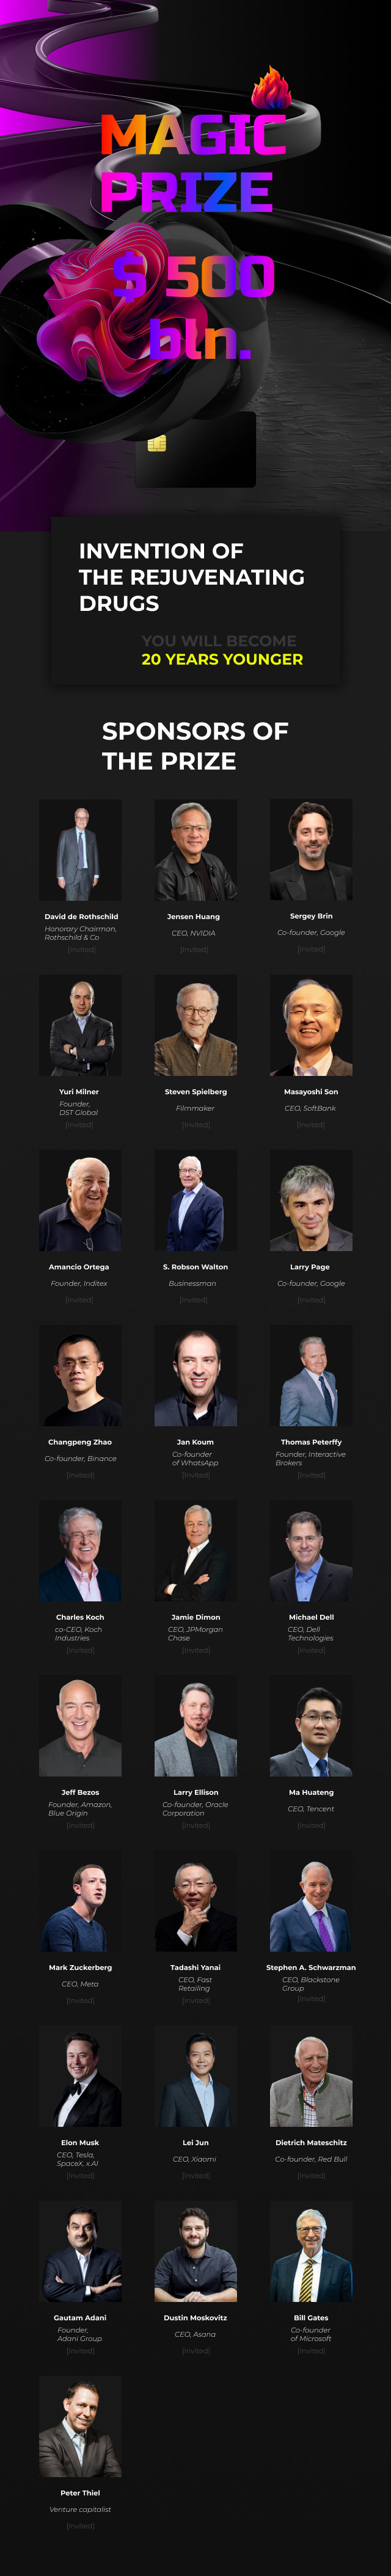 MAGIC
PRIZE
$ 500
bln.
INVENTION OF
THE REJUVENATING
DRUGS
YOU WILL BECOME
20 YEARS YOUNGER
SPONSORS OF
THE PRIZE
David de Rothschild
Honorary Chairman,
Rothschild & Co
[Invited]
Jensen Huang
CEO, NVIDIA
[Invited]
Sergey Brin
Co-founder, Google
[Invited]
Yuri Milner
Founder,
DST Global
[Invited]
Steven Spielberg
Filmmaker
[Invited]
Masayoshi Son
CEO, SoftBank
[Invited]
Amancio Ortega
Founder, Inditex
[Invited]
S. Robson Walton
Businessman
[Invited]
Larry Page
Co-founder, Google
[Invited]
Changpeng Zhao
Co-founder, Binance
[Invited]
Jan Koum
Co-founder
of WhatsApp
[Invited]
Thomas Peterffy
Founder, Interactive
Brokers
[Invited]
Charles Koch
co-CEO, Koch
Industries
[Invited]
Jamie Dimon
CEO, JPMorgan
Chase
[Invited]
Michael Dell
CEO, Dell
Technologies
[Invited]
Jeff Bezos
Founder, Amazon,
Blue Origin
[Invited]
Larry Ellison
Co-founder, Oracle
Corporation
[Invited]
Ma Huateng
CEO, Tencent
[Invited]
Mark Zuckerberg
CEO, Meta
[Invited]
Tadashi Yanai
CEO, Fast
Retailing
[Invited]
Stephen A. Schwarzman
CEO, Blackstone
Group
[Invited]
Elon Musk
CEO, Tesla,
SpaceX, x.AI
[Invited]
Lei Jun
CEO, Xiaomi
[Invited]
Dietrich Mateschitz
Co-founder, Red Bull
[Invited]
Gautam Adani
Founder,
Adani Group
[Invited]
Dustin Moskovitz
CEO, Asana
[Invited]
Bill Gates
Co-founder
of Microsoft
[Invited]
Peter Thiel
Venture capitalist
[Invited]